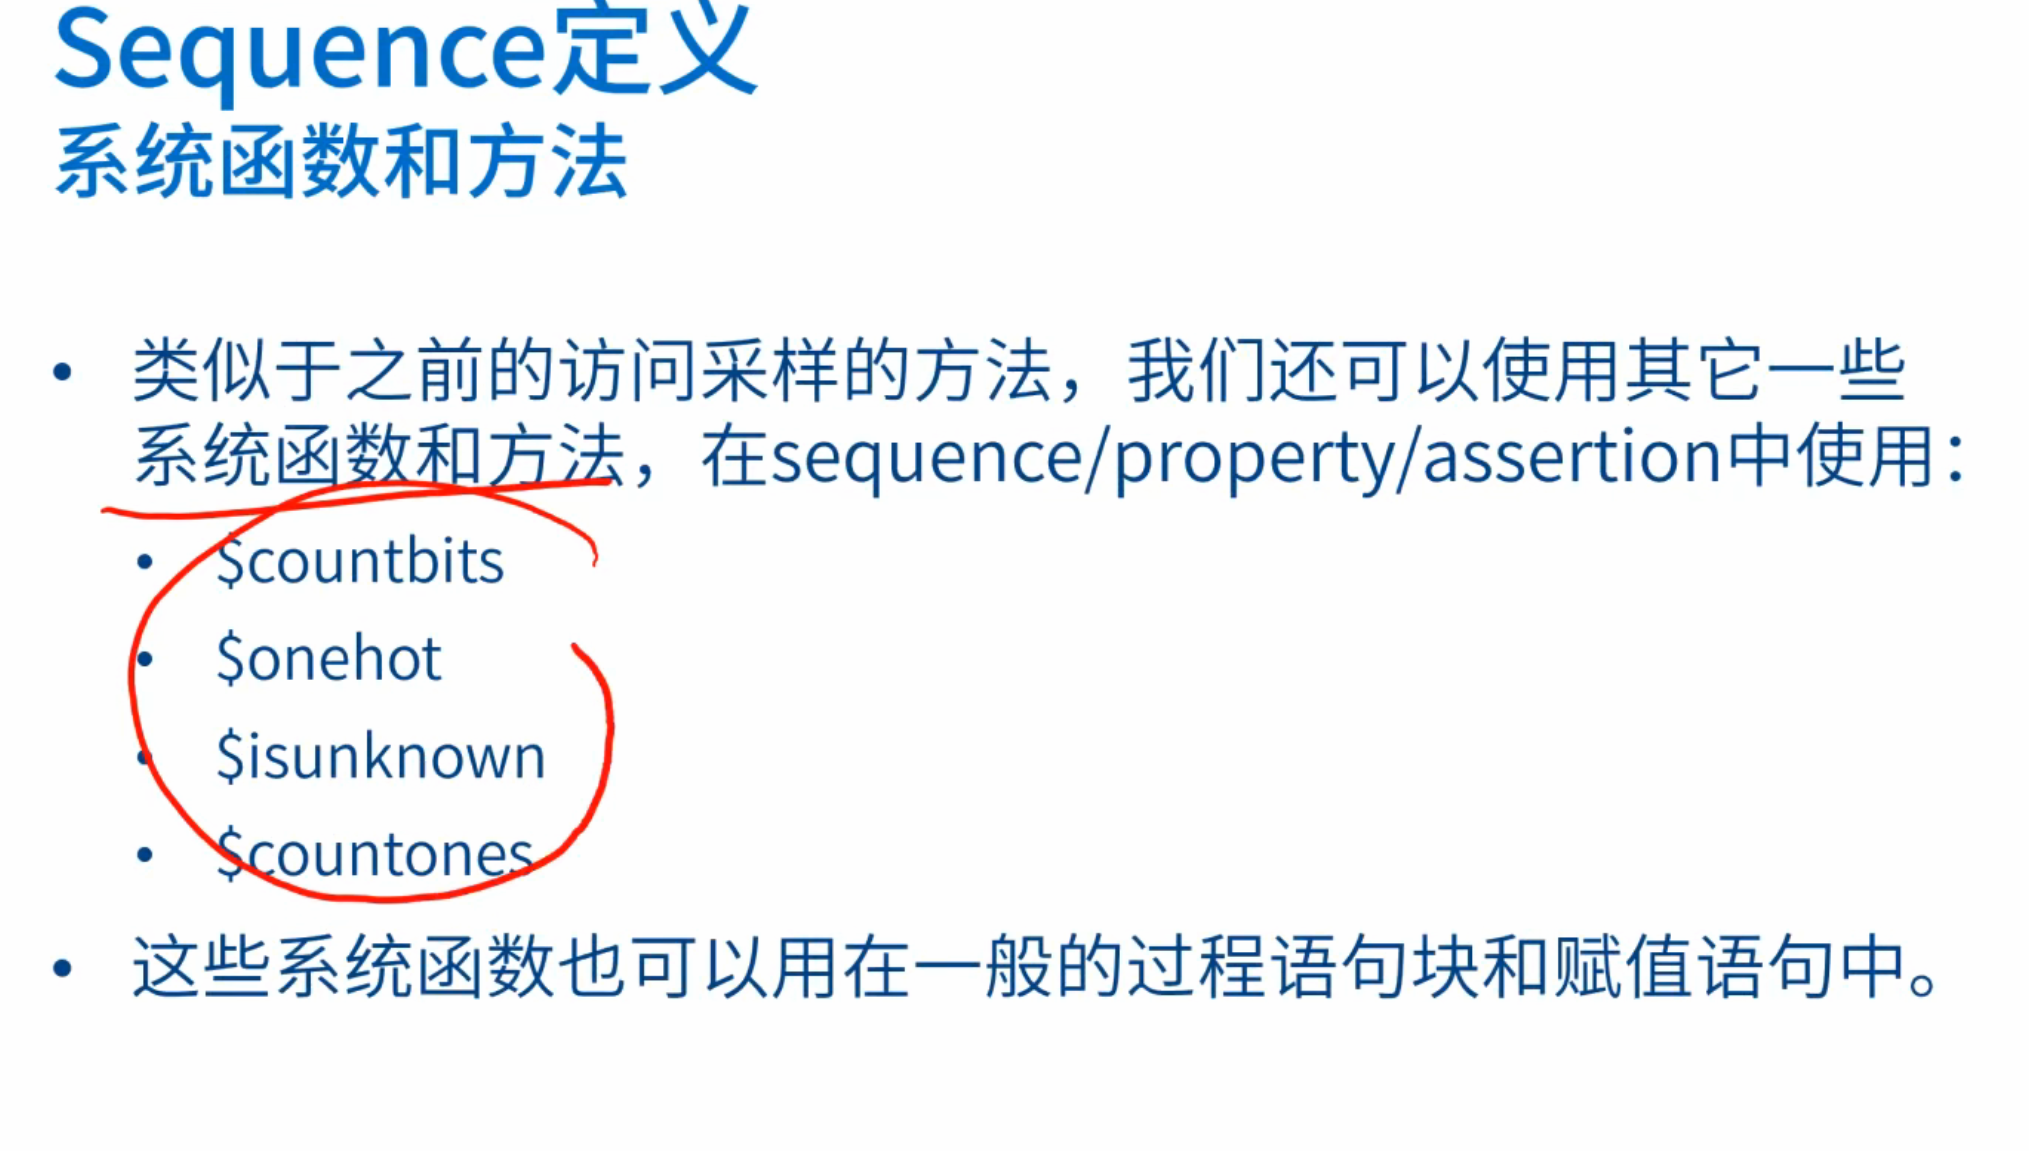 Sequence定义
系统函数和方法
• 类似于之前的访问采样的方法，我们还可以使用其它一些
系统函数和方法，在sequence/property/assertion中使用：
• $countbits
• $onehot
• $isunknown
• $countones
• 这些系统函数也可以用在一般的过程语句块和赋值语句中。